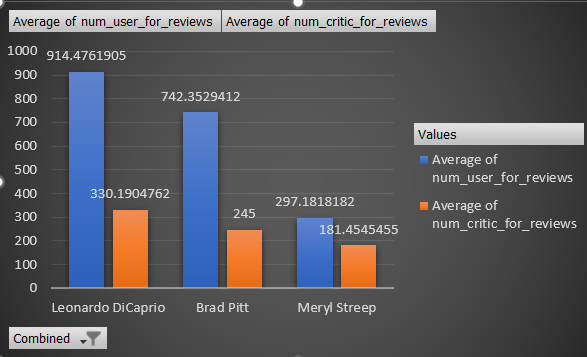 Average of num_user_for_reviews Average of num_critic_for_reviews
1000
900
800
700
600
500
400
300
200
100
0
914.4761905
330.1904762
742.3529412
245
297.1818182
181.4545455
Leonardo DiCaprio Brad Pitt Meryl Streep
Values
Average of
num_user_for_reviews
Average of
num_critic_for_reviews
Combined